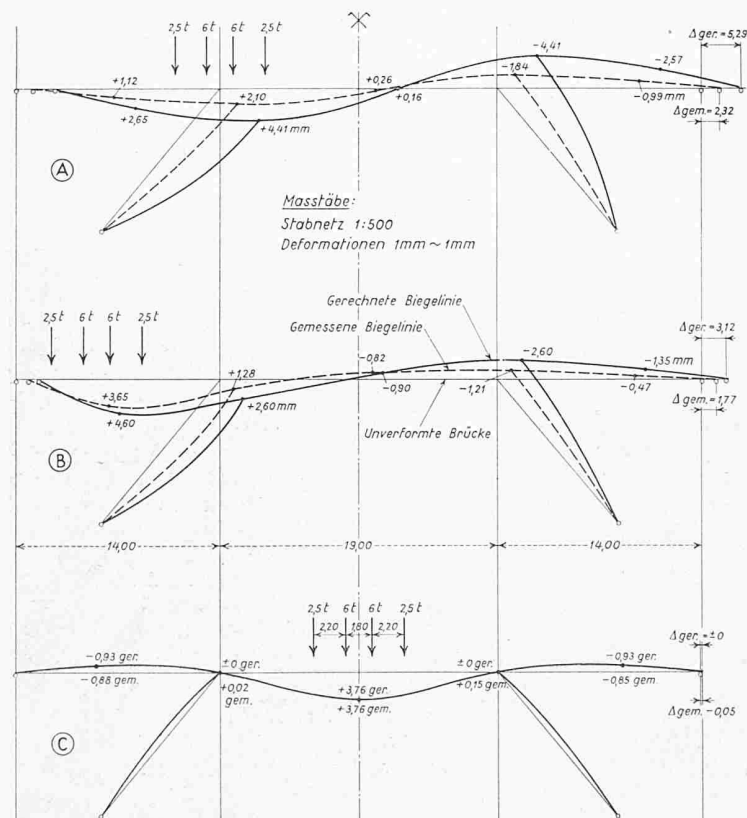 2,5t 6t 6t 2,5t
Δ ger. = 5,29
-4,41
-2,57
+1,12
+0,26
-1,84
+2,10
+0,16
-0,99 mm
+2,65
+4,41 mm
Δ gem. = 2,32
A
Masstäbe:
Stabnetz 1:500
Deformationen 1mm ~ 1mm
Gerechnete Biegelinie
2,5t 6t 6t 2,5t
Gemessene Biegelinie
Δ ger. = 3,12
-0,82
-2,60
-1,35 mm
+1,28
+3,65
-0,90
-1,21
-0,47
+4,60
+2,60 mm
Δ gem. = 1,77
Unverformte Brücke
B
14,00 19,00 14,00
2,5t 6t 6t 2,5t
2,20 1,80 2,20
Δ ger. = ±0
-0,93 ger. ±0 ger. ±0 ger. -0,93 ger.
-0,88 gem. +0,02 gem. +3,76 ger. +0,15 gem. -0,85 gem.
+3,76 gem.
Δ gem. -0,05
C